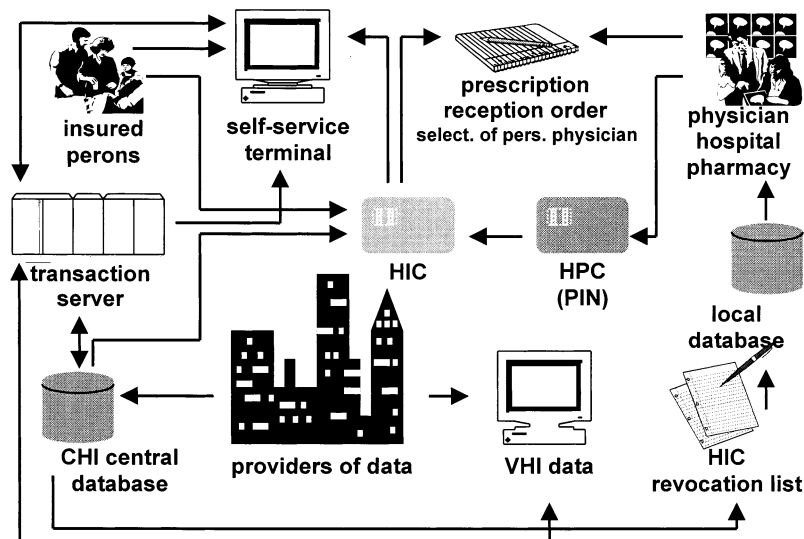 insured
perons
self-service
terminal
prescription
reception order
select. of pers. physician
physician
hospital
pharmacy
transaction
server
HIC
HPC
(PIN)
local
database
CHI central
database
providers of data
VHI data
HIC
revocation list